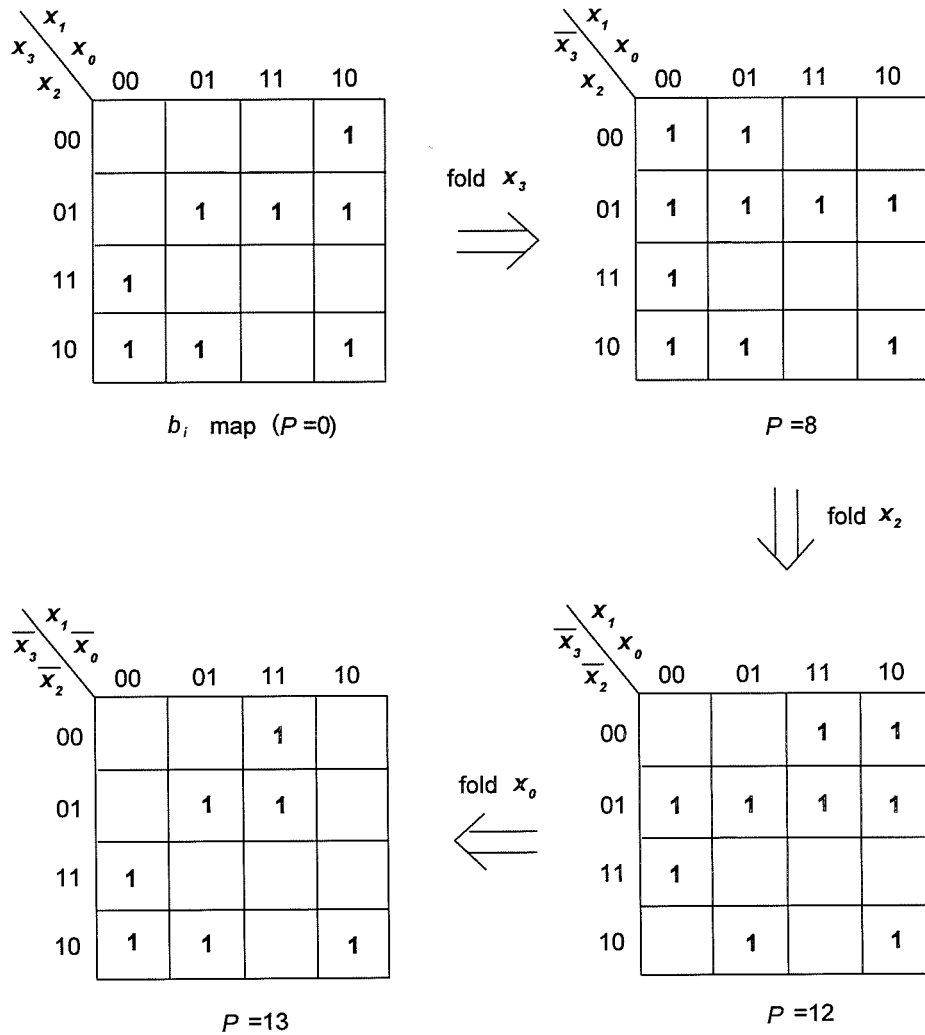 x₁
x₃ x₀
x₂ 00 01 11 10
00 1
01 1 1 1
11 1
10 1 1 1
bᵢ map (P=0)
fold x₃
x₁
x̅₃ x₀
x₂ 00 01 11 10
00 1 1
01 1 1 1 1
11 1
10 1 1 1
P=8
fold x₂
x₁
x̅₃ x₀
x̅₂ 00 01 11 10
00 1 1
01 1 1 1 1
11 1
10 1 1
P=12
fold x₀
x₁
x̅₃ x̅₀
x̅₂ 00 01 11 10
00 1
01 1 1
11 1
10 1 1 1
P=13